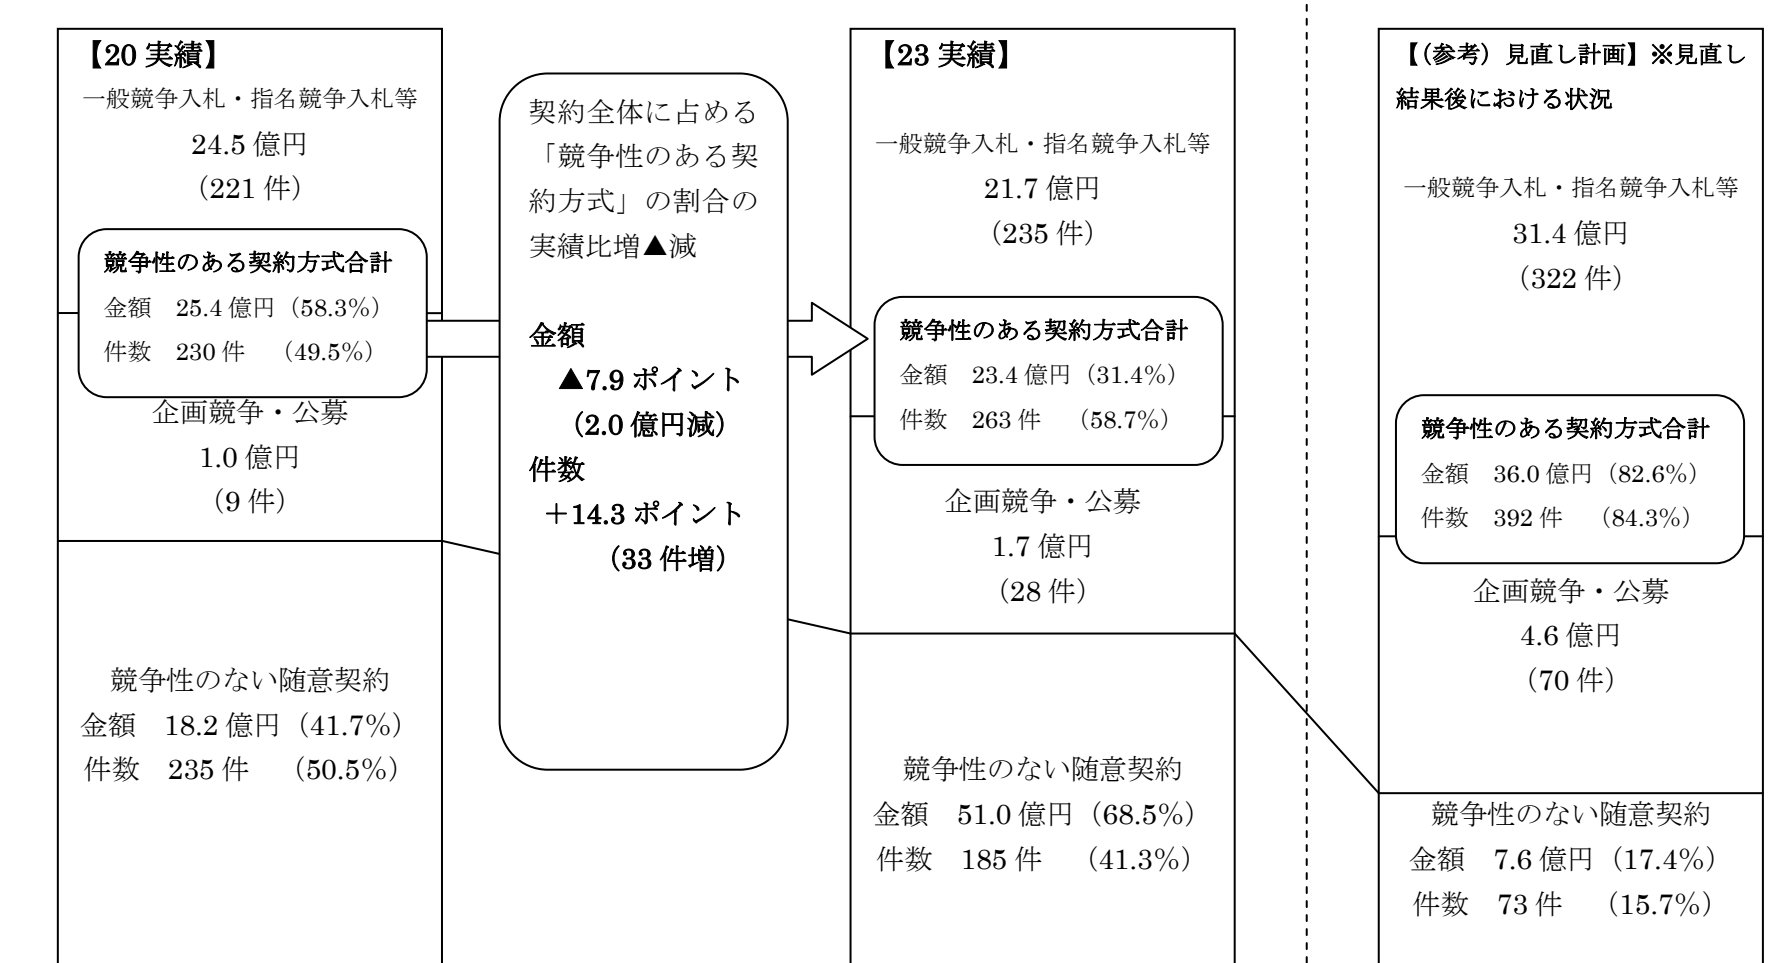 【20 実績】
一般競争入札・指名競争入札等
24.5 億円
（221 件）
競争性のある契約方式合計
金額　25.4 億円（58.3%）
件数　230 件　（49.5%）
企画競争・公募
1.0 億円
（9 件）
競争性のない随意契約
金額　18.2 億円（41.7%）
件数　235 件　（50.5%）
契約全体に占める
「競争性のある契
約方式」の割合の
実績比増▲減
金額
▲7.9 ポイント
（2.0 億円減）
件数
＋14.3 ポイント
（33 件増）
【23 実績】
一般競争入札・指名競争入札等
21.7 億円
（235 件）
競争性のある契約方式合計
金額　23.4 億円（31.4%）
件数　263 件　（58.7%）
企画競争・公募
1.7 億円
（28 件）
競争性のない随意契約
金額　51.0 億円（68.5%）
件数　185 件　（41.3%）
【（参考）見直し計画】※見直し
結果後における状況
一般競争入札・指名競争入札等
31.4 億円
（322 件）
競争性のある契約方式合計
金額　36.0 億円（82.6%）
件数　392 件　（84.3%）
企画競争・公募
4.6 億円
（70 件）
競争性のない随意契約
金額　7.6 億円（17.4%）
件数　73 件　（15.7%）